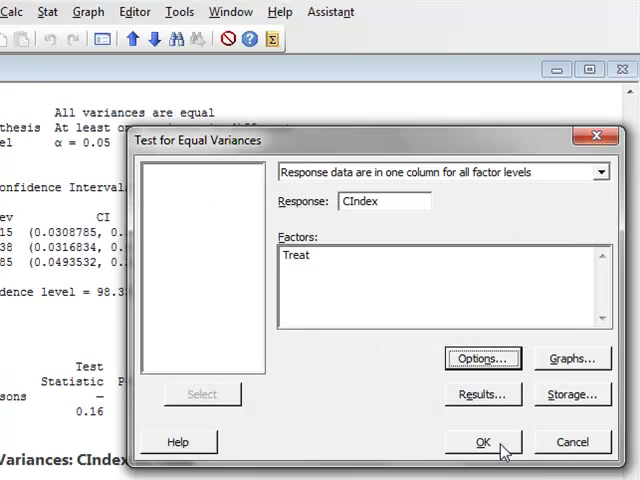 Calc Stat Graph Editor Tools Window Help Assistant
All variances are equal
thesis At least
el α = 0.05
Test for Equal Variances
Response data are in one column for all factor levels
Response: CIndex
Factors:
Treat
onfidence Interval
ev CI
15 (0.0308785, 0.
38 (0.0316834, 0.
85 (0.0493532, 0.
dence level = 98.3
Test
Statistic
sons —
0.16
Options... Graphs...
Select Results... Storage...
Help OK Cancel
Variances: CIndex